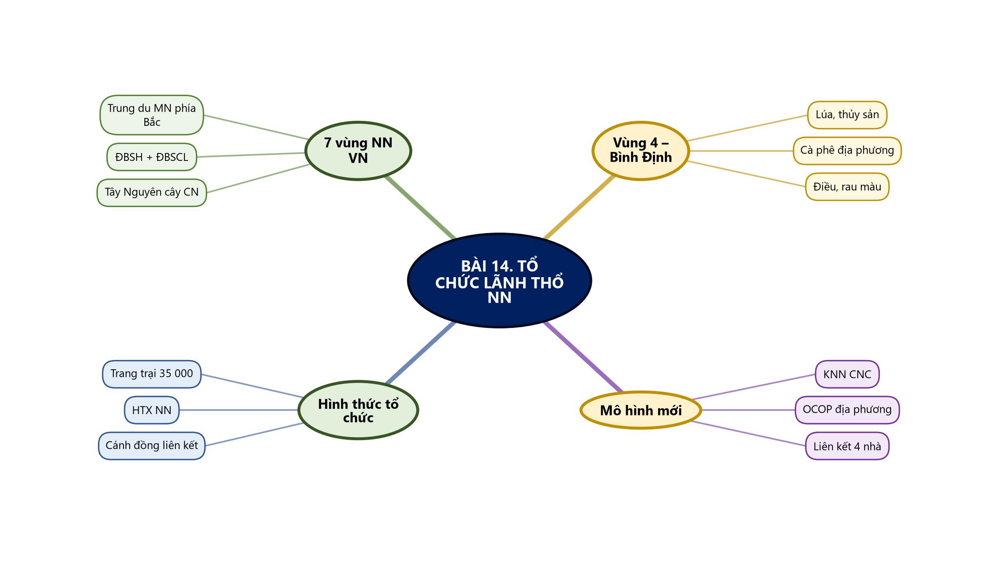 BÀI 14. TỔ
CHỨC LÃNH THỔ
NN
7 vùng NN
VN
Trung du MN phía
Bắc
ĐBSH + ĐBSCL
Tây Nguyên cây CN
Vùng 4 –
Bình Định
Lúa, thủy sản
Cà phê địa phương
Điều, rau màu
Hình thức tổ
chức
Trang trại 35 000
HTX NN
Cánh đồng liên kết
Mô hình mới
KNN CNC
OCOP địa phương
Liên kết 4 nhà